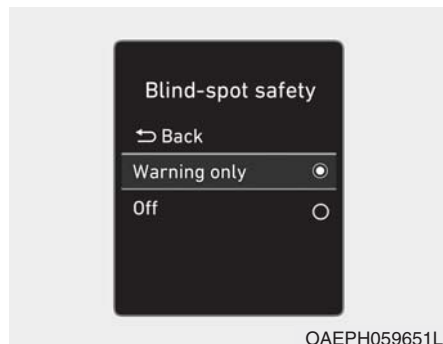 Blind-spot safety
Back
Warning only
Off
OAEPH059651L